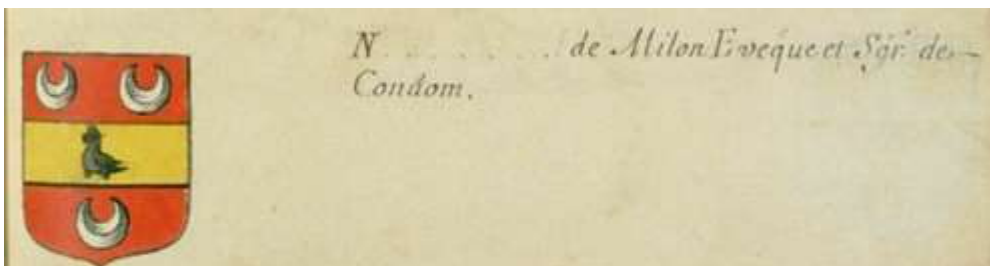 N . . . . . . . de Milon Eveque et Sgr. de
Condom.